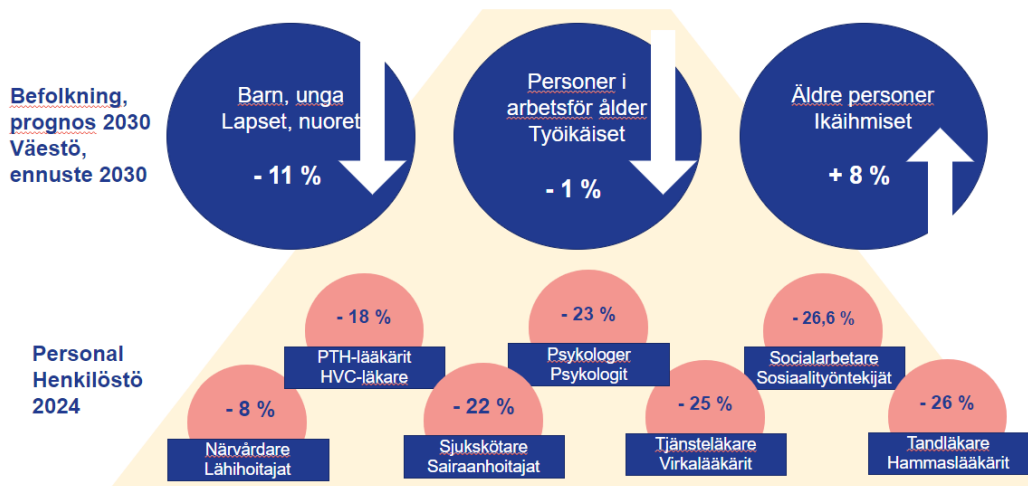 Befolkning,
prognos 2030
Väestö,
ennuste 2030
Barn, unga
Lapset, nuoret
- 11 %
Personer i
arbetsför ålder
Työikäiset
- 1 %
Äldre personer
Ikäihmiset
+ 8 %
Personal
Henkilöstö
2024
- 18 %
PTH-lääkärit
HVC-läkare
- 23 %
Psykologer
Psykologit
- 26,6 %
Socialarbetare
Sosiaalityöntekijät
- 8 %
Närvårdare
Lähihoitajat
- 22 %
Sjukskötare
Sairaanhoitajat
- 25 %
Tjänsteläkare
Virkalääkärit
- 26 %
Tandläkare
Hammaslääkärit